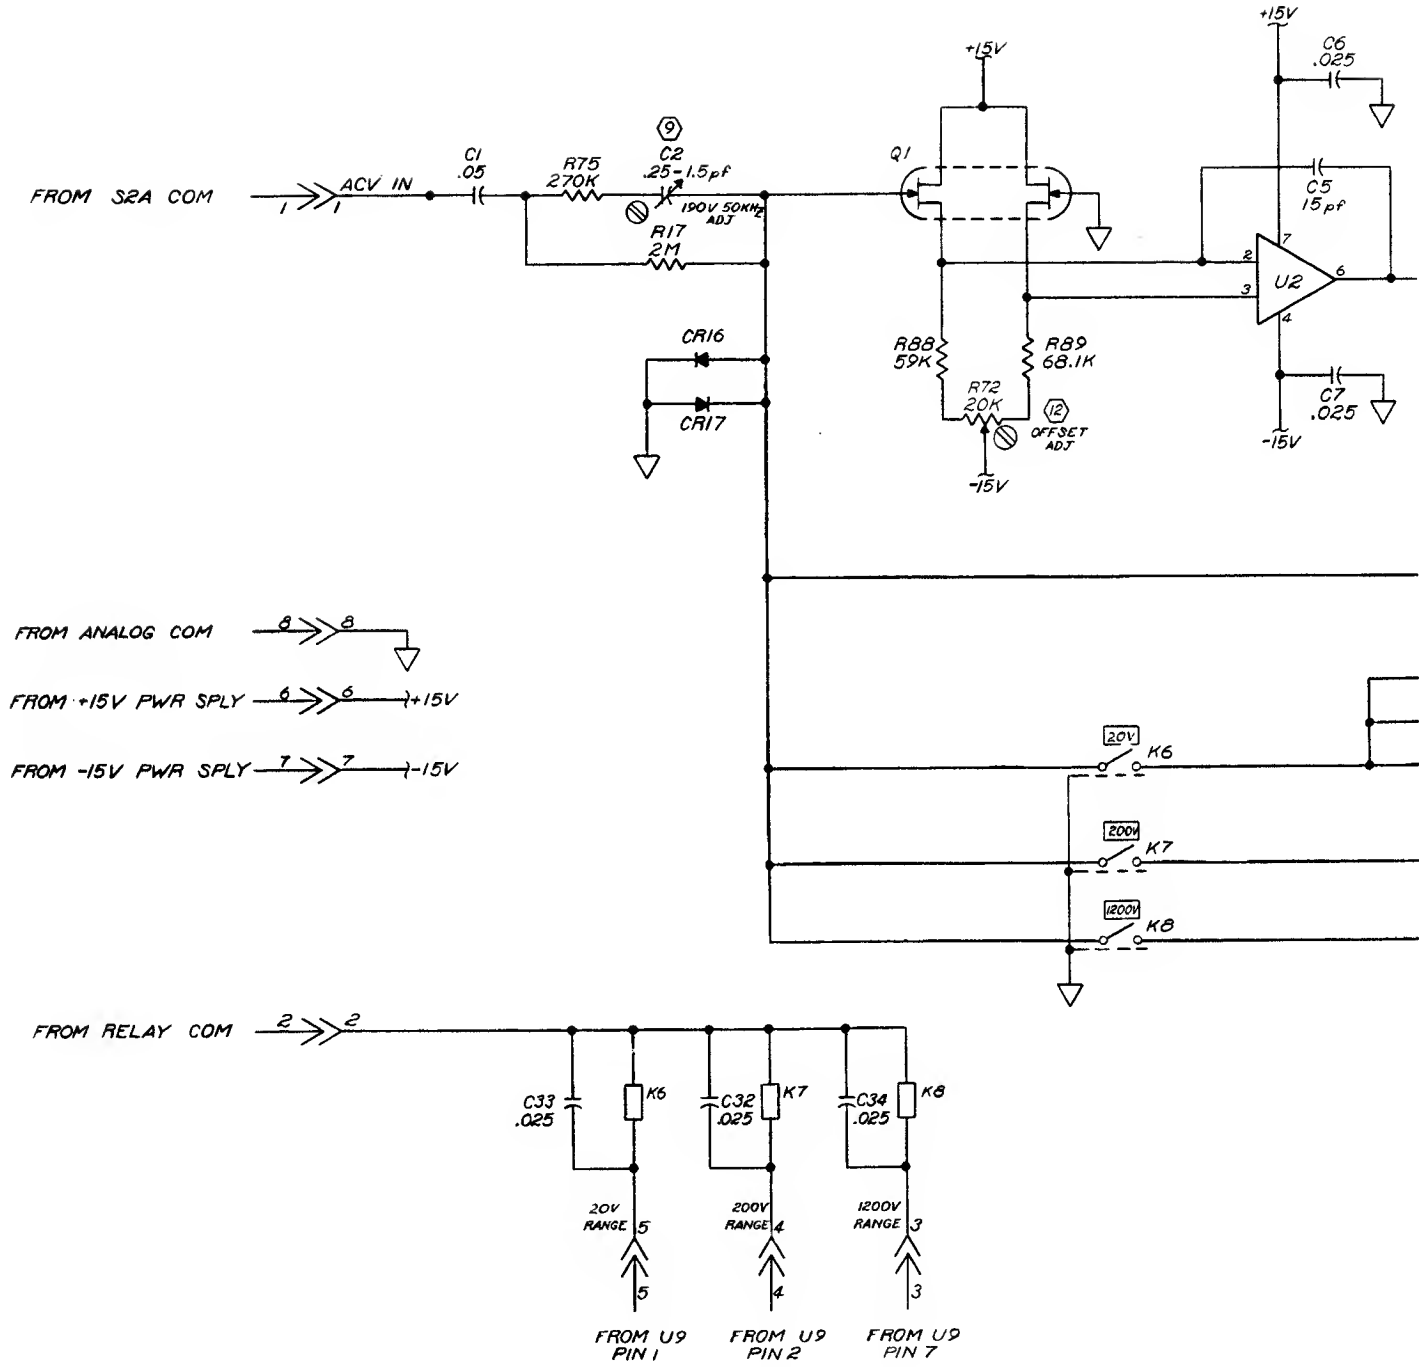 +15V
C6
.025
+15V
9
C2
.25-1.5pf
C1
.05
R75
270K
Q1
C5
15pf
FROM S2A COM
1
1
ACV IN
190V 50KHZ
ADJ
R17
2M
2
3
7
6
4
U2
CR16
CR17
R88
59K
R89
68.1K
R72
20K
12
OFFSET
ADJ
-15V
C7
.025
-15V
FROM ANALOG COM
8
8
FROM +15V PWR SPLY
6
6
+15V
FROM -15V PWR SPLY
7
7
-15V
20V
K6
200V
K7
1200V
K8
FROM RELAY COM
2
2
C33
.025
K6
C32
.025
K7
C34
.025
K8
20V
RANGE
5
200V
RANGE
4
1200V
RANGE
3
5
4
3
FROM U9
PIN 1
FROM U9
PIN 2
FROM U9
PIN 7